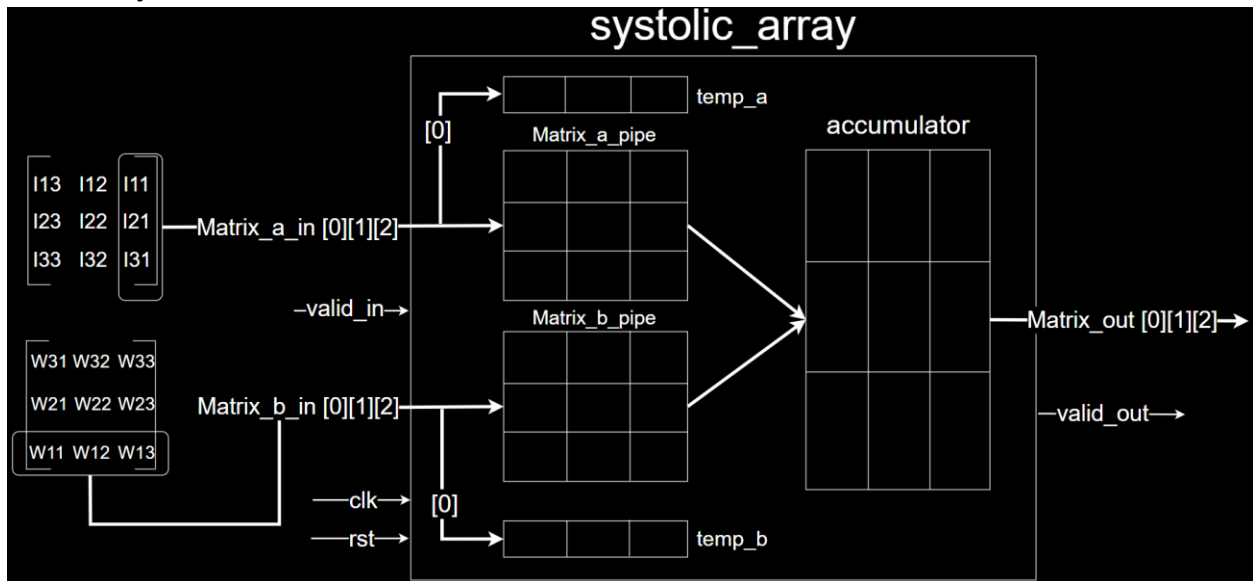 systolic_array
temp_a
[0]
Matrix_a_pipe
accumulator
I13 I12 I11
I23 I22 I21
I33 I32 I31
Matrix_a_in [0][1][2]
valid_in
Matrix_b_pipe
Matrix_out [0][1][2]
W31 W32 W33
W21 W22 W23
W11 W12 W13
Matrix_b_in [0][1][2]
valid_out
clk
[0]
rst
temp_b